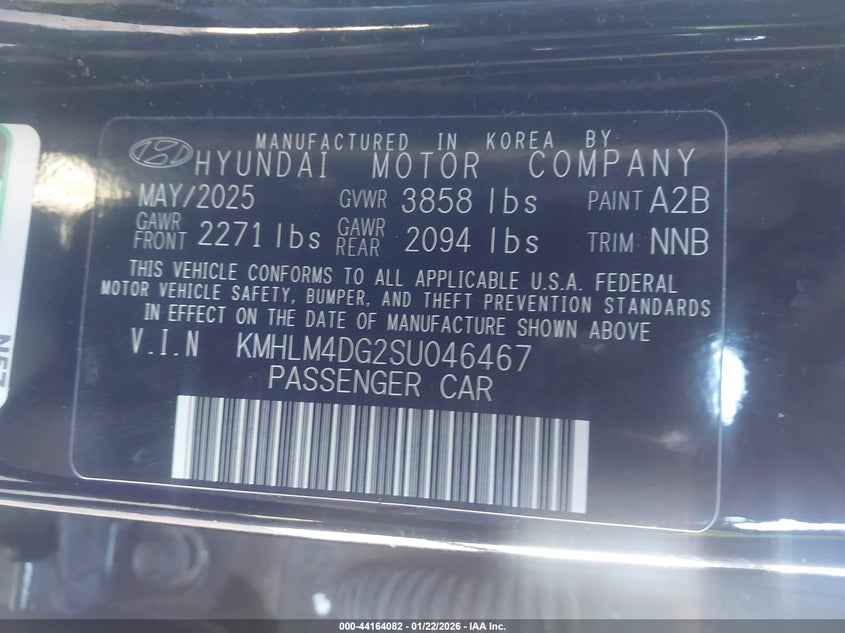 MANUFACTURED IN KOREA BY
HYUNDAI MOTOR COMPANY
MAY/2025 GVWR 3858 lbs PAINT A2B
GAWR FRONT 2271 lbs GAWR REAR 2094 lbs TRIM NNB
THIS VEHICLE CONFORMS TO ALL APPLICABLE U.S.A. FEDERAL
MOTOR VEHICLE SAFETY, BUMPER, AND THEFT PREVENTION STANDARDS
IN EFFECT ON THE DATE OF MANUFACTURE SHOWN ABOVE
V.I.N KMHLM4DG2SU046467
PASSENGER CAR
000-44164082 - 01/22/2026 - IAA Inc.